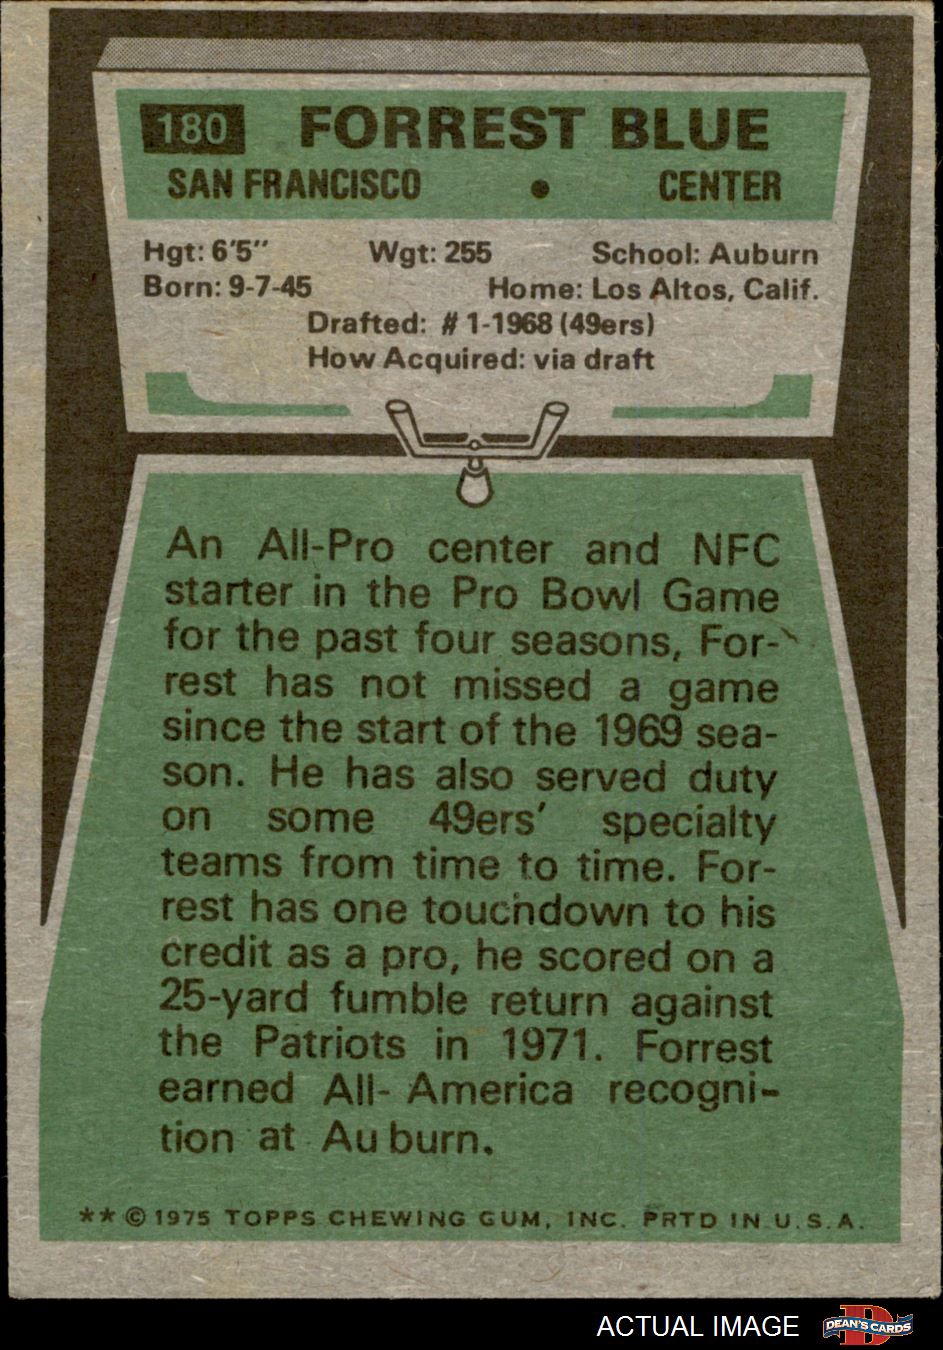 180 FORREST BLUE
SAN FRANCISCO • CENTER
Hgt: 6'5" Wgt: 255 School: Auburn
Born: 9-7-45 Home: Los Altos, Calif.
Drafted: #1-1968 (49ers)
How Acquired: via draft
An All-Pro center and NFC
starter in the Pro Bowl Game
for the past four seasons, For-
rest has not missed a game
since the start of the 1969 sea-
son. He has also served duty
on some 49ers' specialty
teams from time to time. For-
rest has one touchdown to his
credit as a pro, he scored on a
25-yard fumble return against
the Patriots in 1971. Forrest
earned All- America recogni-
tion at Auburn.
** © 1975 TOPPS CHEWING GUM, INC. PRTD IN U.S.A.
ACTUAL IMAGE DEAN'S CARDS